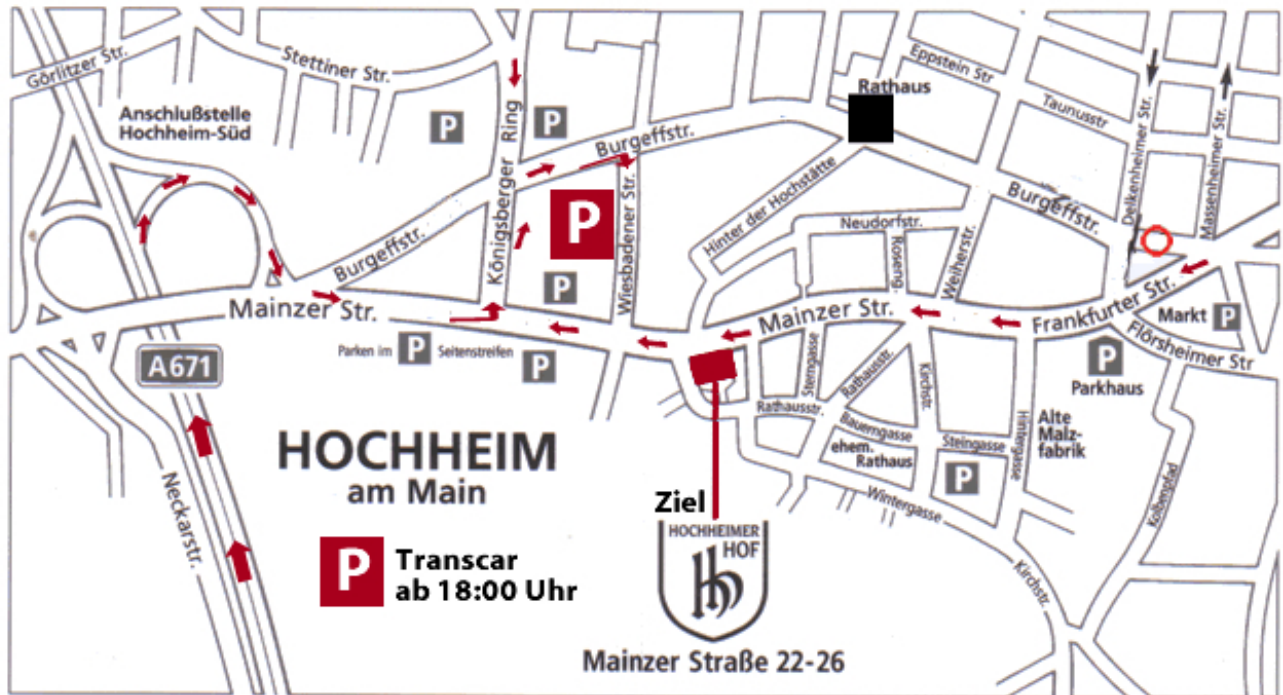 Görlitzer Str.
Stettiner Str.
Anschlußstelle
Hochheim-Süd
P
P
Königsberger Ring
Burgeffstr.
Rathaus
Eppstein Str
Taunusstr
Delkenheimer Str.
Massenheimer Str.
P
Wiesbadener Str.
Hinter der Hochstätte
Neudorfstr.
Roseng.
Weiherstr.
Burgeffstr.
Burgeffstr.
P
Mainzer Str.
Mainzer Str.
Frankfurter Str.
Markt
P
Flörsheimer Str
Parken im
P
Seitenstreifen
P
A671
Sterngasse
Rathausstr.
Kirchstr.
P
Parkhaus
Rathausstr.
Bauerngasse
Steingasse
Hintergasse
Alte
Malz-
fabrik
ehem.
Rathaus
P
Wintergasse
Kolbenpfad
Kirchstr.
Neckarstr.
HOCHHEIM
am Main
P
Transcar
ab 18:00 Uhr
Ziel
HOCHHEIMER
HOF
Mainzer Straße 22-26